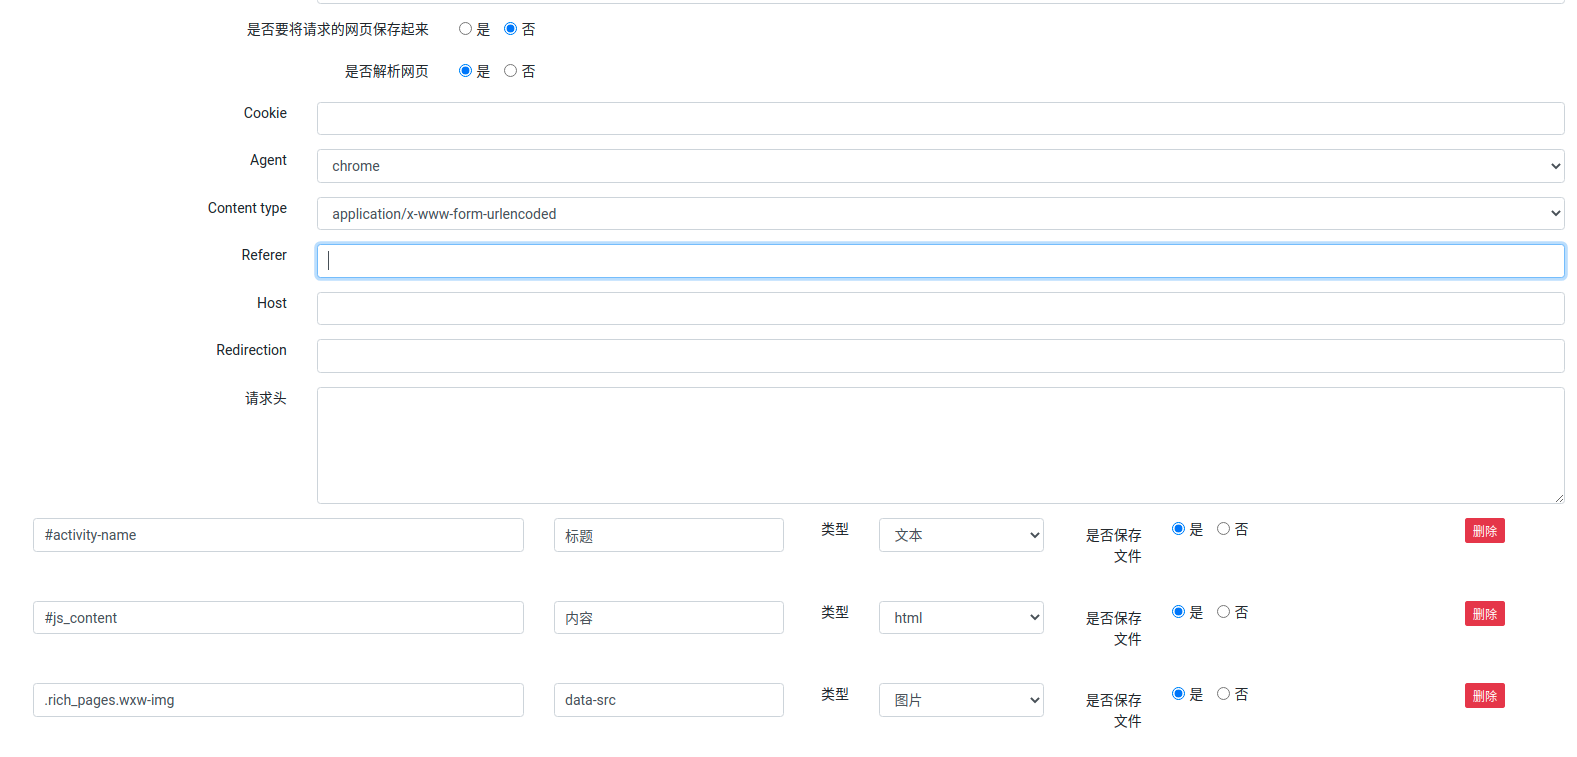 是否要将请求的网页保存起来 是 否
是否解析网页 是 否
Cookie
Agent chrome
Content type application/x-www-form-urlencoded
Referer
Host
Redirection
请求头
#activity-name 标题 类型 文本 是否保存文件 是 否 删除
#js_content 内容 类型 html 是否保存文件 是 否 删除
.rich_pages.wxw-img data-src 类型 图片 是否保存文件 是 否 删除